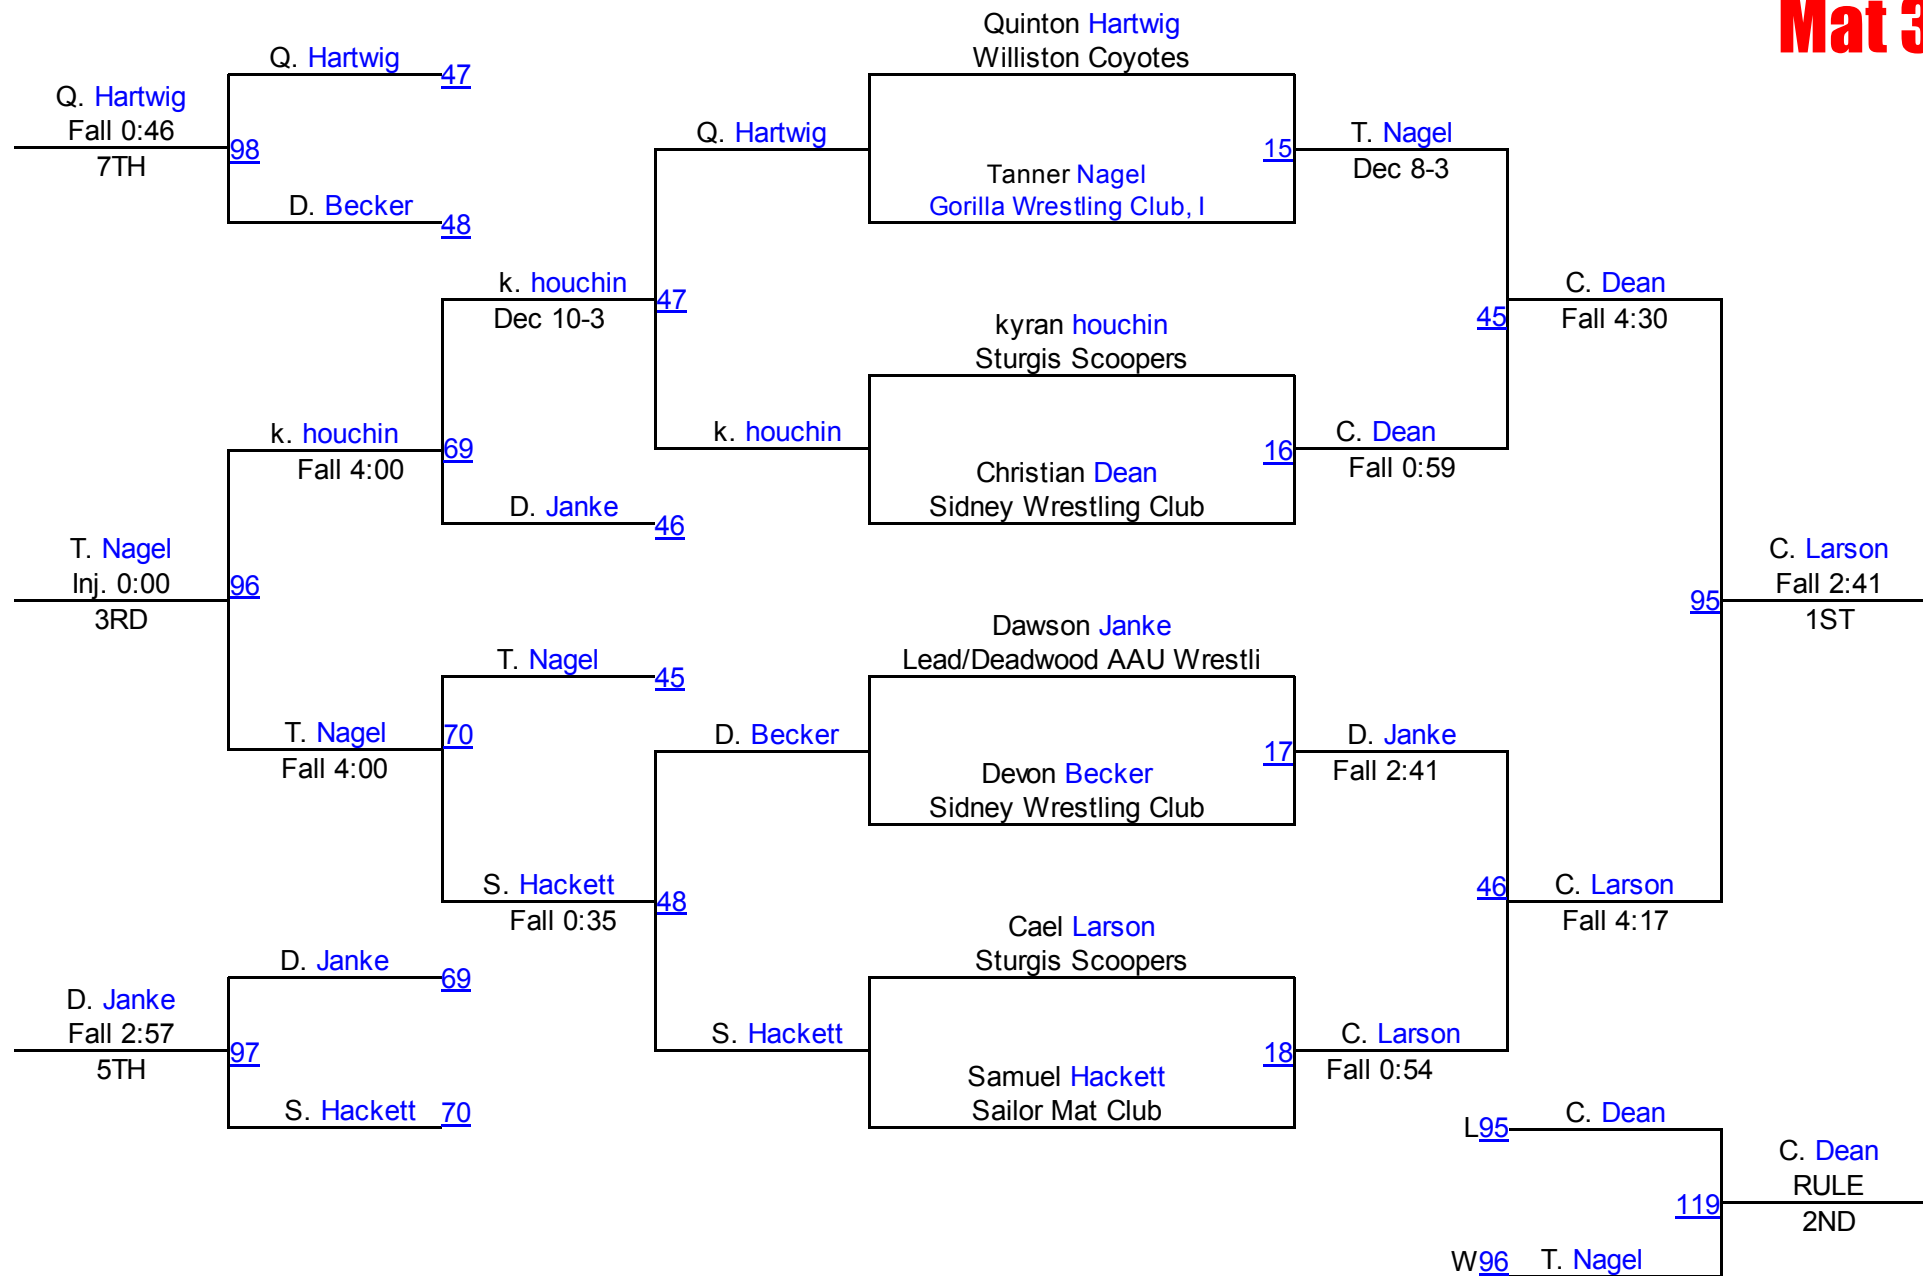 Mat 3
Q. Hartwig
47
Q. Hartwig
Fall 0:46
7TH
98
D. Becker
48
k. houchin
Dec 10-3
47
Q. Hartwig
k. houchin
k. houchin
Fall 4:00
69
D. Janke
46
T. Nagel
Inj. 0:00
3RD
96
T. Nagel
45
T. Nagel
Fall 4:00
70
D. Becker
S. Hackett
Fall 0:35
48
S. Hackett
D. Janke
69
D. Janke
Fall 2:57
5TH
97
S. Hackett
70
Quinton Hartwig
Williston Coyotes
15
Tanner Nagel
Gorilla Wrestling Club, I
kyran houchin
Sturgis Scoopers
16
Christian Dean
Sidney Wrestling Club
Dawson Janke
Lead/Deadwood AAU Wrestli
17
Devon Becker
Sidney Wrestling Club
Cael Larson
Sturgis Scoopers
18
Samuel Hackett
Sailor Mat Club
T. Nagel
Dec 8-3
45
C. Dean
Fall 0:59
C. Dean
Fall 4:30
D. Janke
Fall 2:41
46
C. Larson
Fall 0:54
C. Larson
Fall 4:17
95
C. Larson
Fall 2:41
1ST
L95
C. Dean
119
W96
T. Nagel
C. Dean
RULE
2ND